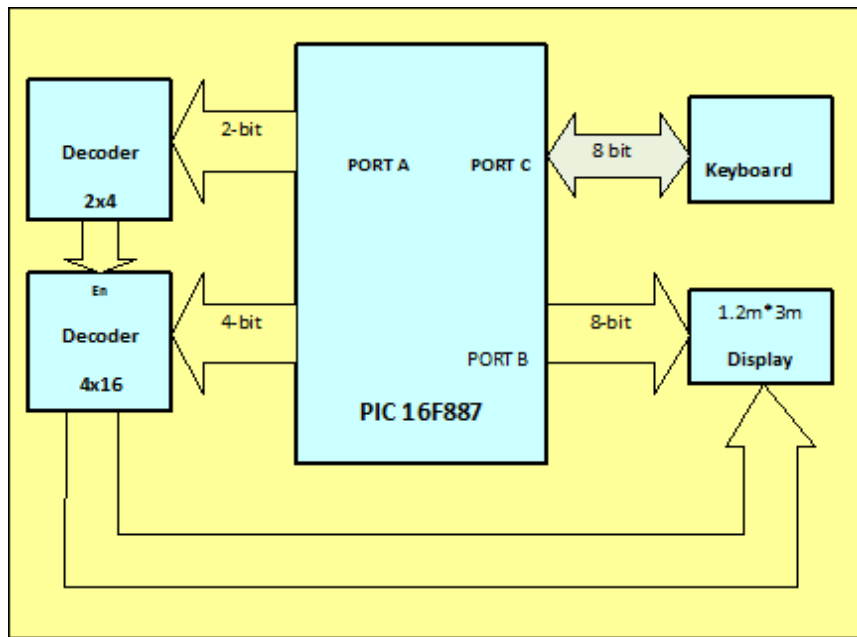 Decoder
2x4
2-bit
PORT A
PORT C
8 bit
Keyboard
En
Decoder
4x16
4-bit
PORT B
PIC 16F887
8-bit
1.2m*3m
Display